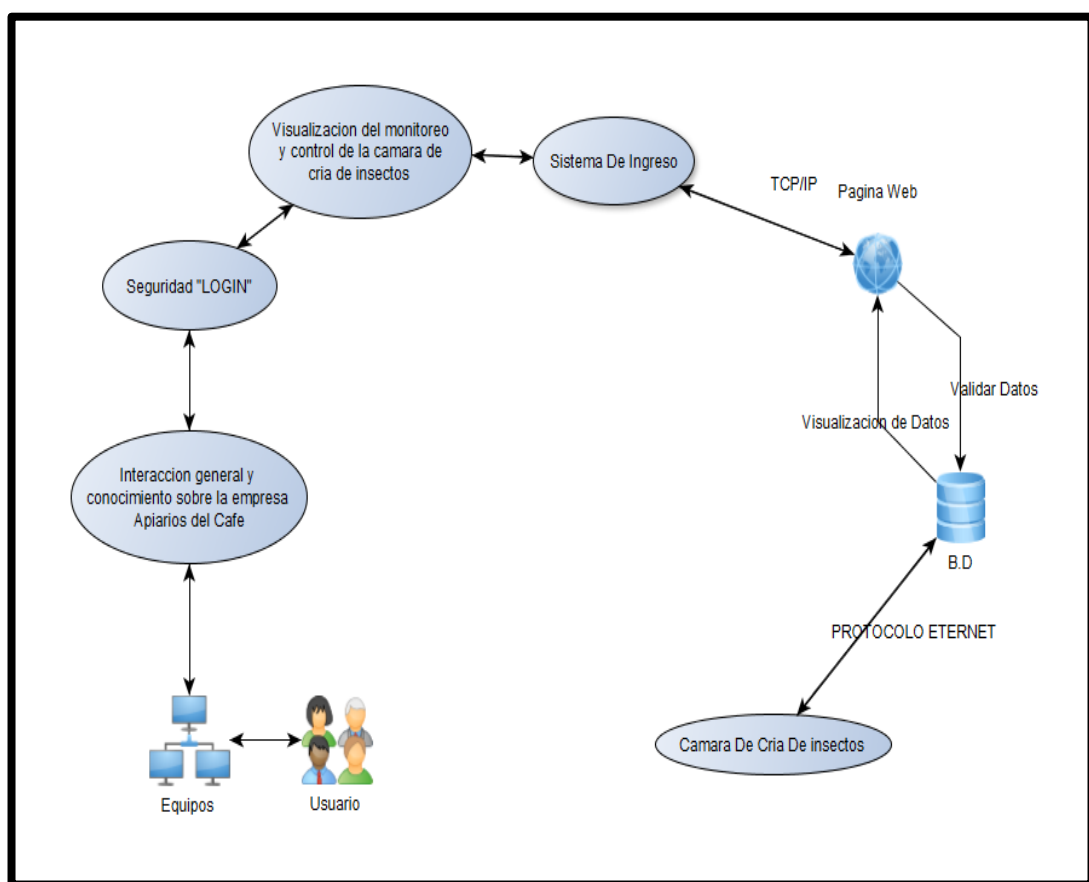 Visualizacion del monitoreo
y control de la camara de
cria de insectos
Sistema De Ingreso
TCP/IP
Pagina Web
Seguridad "LOGIN"
Validar Datos
Visualizacion de Datos
Interaccion general y
conocimiento sobre la empresa
Apiarios del Cafe
B.D
PROTOCOLO ETERNET
Camara De Cria De insectos
Equipos
Usuario